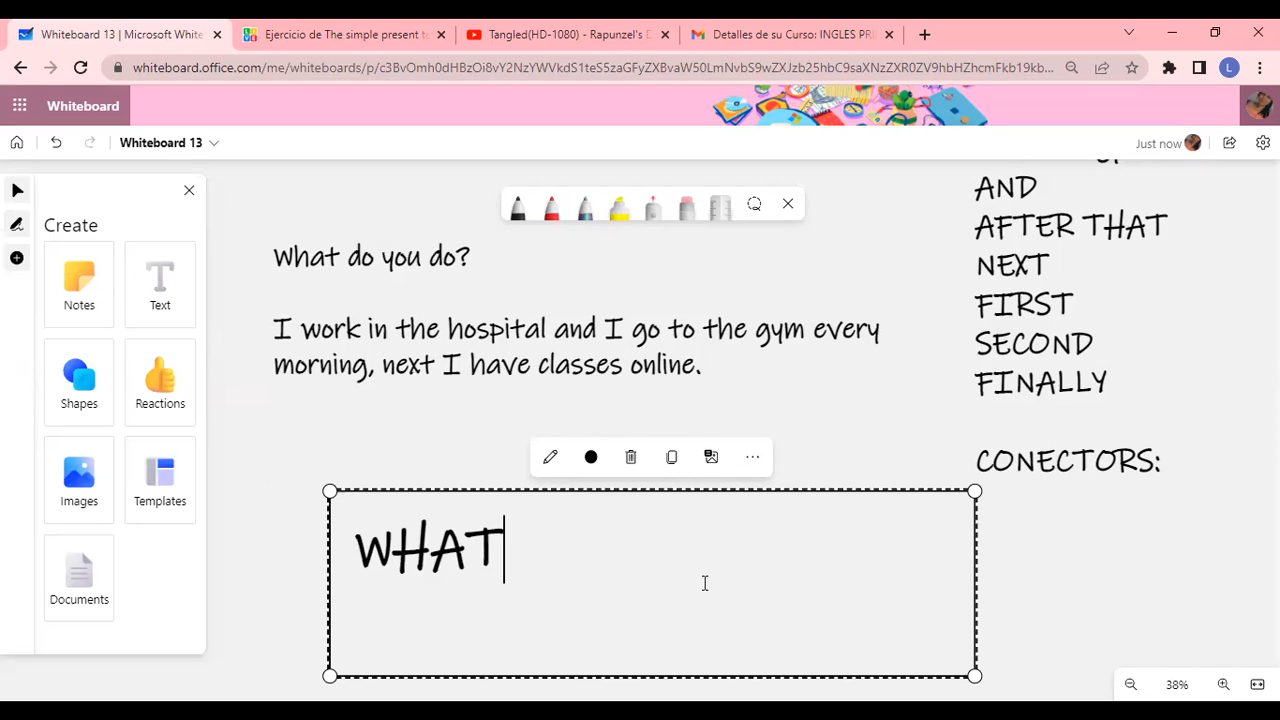 Whiteboard 13 | Microsoft White
Ejercicio de The simple present t
Tangled(HD-1080) - Rapunzel's D
Detalles de su Curso: INGLES PRI
whiteboard.office.com/me/whiteboards/p/c3BvOmh0dHBzOi8vY2NzYWVkdS1teS5zaGFyZXBvaW50LmNvbS9wZXJzb25hbC9saXNzZXR0ZV9hbHZhcmFkb19kb...
L
Whiteboard
Whiteboard 13
Just now
Create
Notes
Text
Shapes
Reactions
Images
Templates
Documents
What do you do?
I work in the hospital and I go to the gym every
morning, next I have classes online.
AND
AFTER THAT
NEXT
FIRST
SECOND
FINALLY
CONECTORS:
WHAT
38%